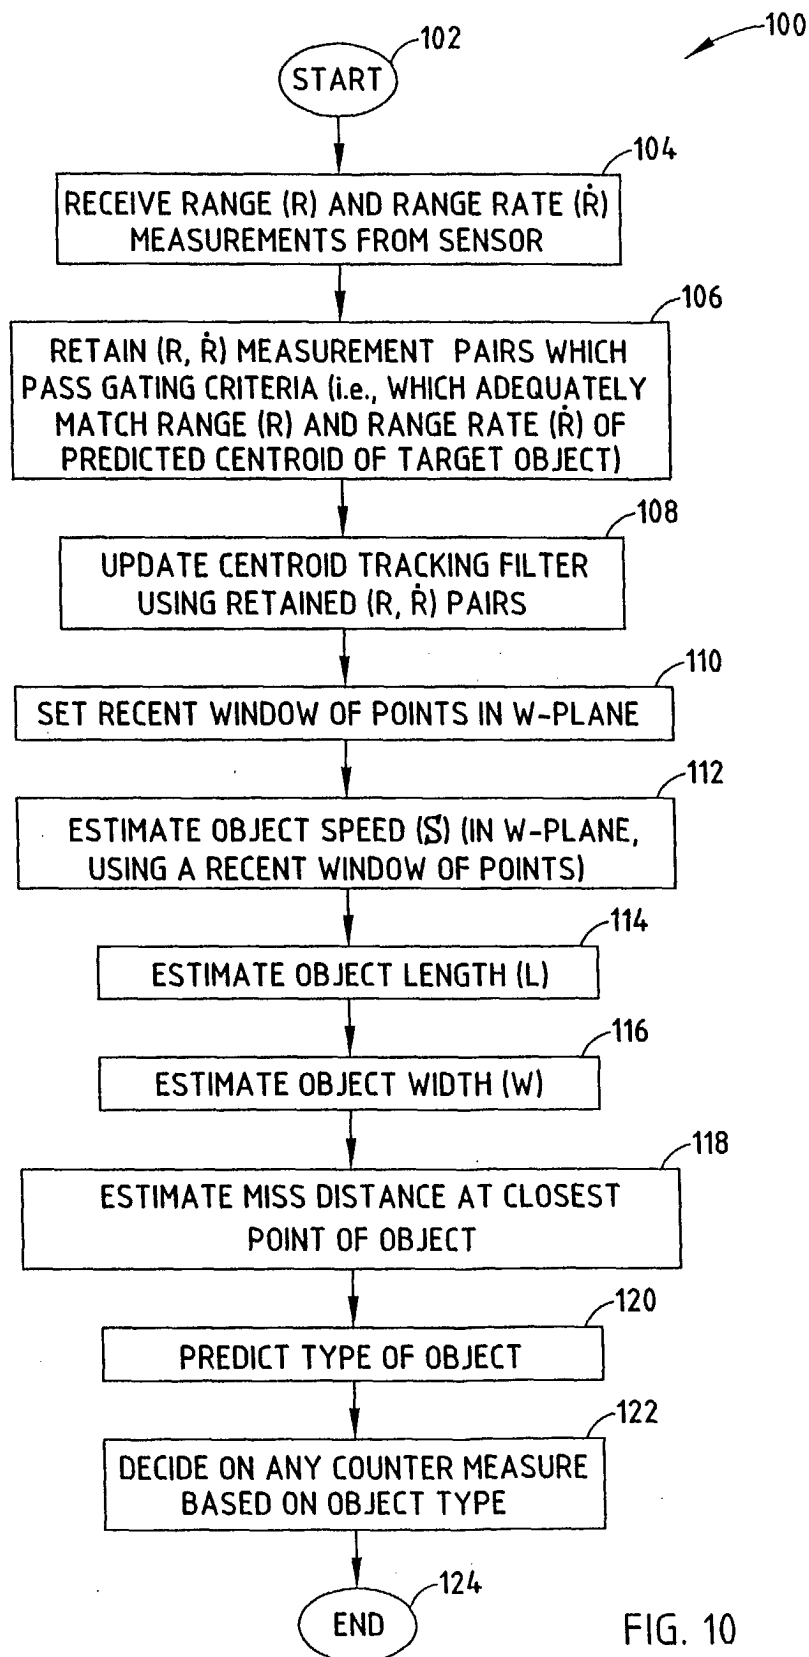 100
102
START
104
RECEIVE RANGE (R) AND RANGE RATE (Ṙ)
MEASUREMENTS FROM SENSOR
106
RETAIN (R, Ṙ) MEASUREMENT PAIRS WHICH
PASS GATING CRITERIA (i.e., WHICH ADEQUATELY
MATCH RANGE (R) AND RANGE RATE (Ṙ) OF
PREDICTED CENTROID OF TARGET OBJECT)
108
UPDATE CENTROID TRACKING FILTER
USING RETAINED (R, Ṙ) PAIRS
110
SET RECENT WINDOW OF POINTS IN W-PLANE
112
ESTIMATE OBJECT SPEED (S) (IN W-PLANE,
USING A RECENT WINDOW OF POINTS)
114
ESTIMATE OBJECT LENGTH (L)
116
ESTIMATE OBJECT WIDTH (W)
118
ESTIMATE MISS DISTANCE AT CLOSEST
POINT OF OBJECT
120
PREDICT TYPE OF OBJECT
122
DECIDE ON ANY COUNTER MEASURE
BASED ON OBJECT TYPE
124
END
FIG. 10